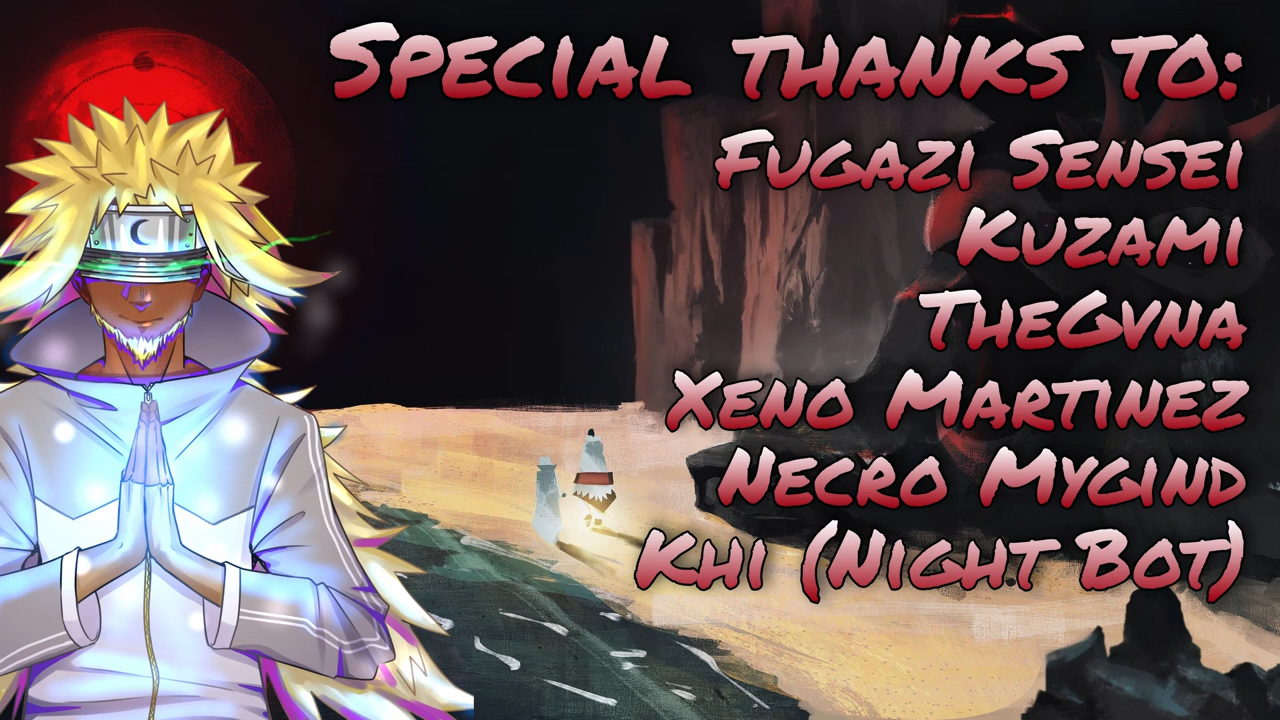 Special thanks to:
Fugazi Sensei
Kuzami
TheGvna
Xeno Martinez
Necro Mygind
Khi (Night Bot)